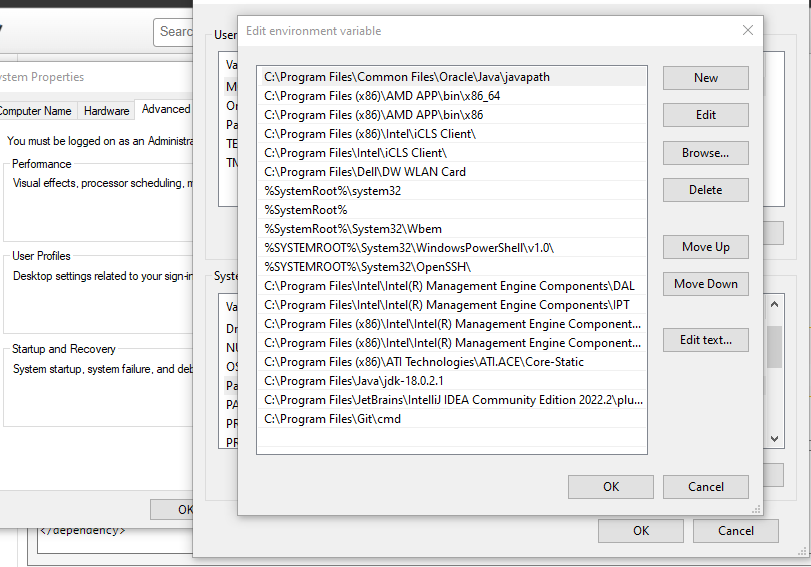 Searc
System Properties
Computer Name
Hardware
Advanced
You must be logged on as an Administra
Performance
Visual effects, processor scheduling, m
User Profiles
Desktop settings related to your sign-in
Startup and Recovery
System startup, system failure, and deb
OK
</dependency>
User
Va
M
On
Pa
TE
TM
Syste
Va
Dr
NU
OS
Pa
PA
PR
PR
OK
Cancel
Edit environment variable
C:\Program Files\Common Files\Oracle\Java\javapath
C:\Program Files (x86)\AMD APP\bin\x86_64
C:\Program Files (x86)\AMD APP\bin\x86
C:\Program Files (x86)\Intel\iCLS Client\
C:\Program Files\Intel\iCLS Client\
C:\Program Files\Dell\DW WLAN Card
%SystemRoot%\system32
%SystemRoot%
%SystemRoot%\System32\Wbem
%SYSTEMROOT%\System32\WindowsPowerShell\v1.0\
%SYSTEMROOT%\System32\OpenSSH\
C:\Program Files\Intel\Intel(R) Management Engine Components\DAL
C:\Program Files\Intel\Intel(R) Management Engine Components\IPT
C:\Program Files (x86)\Intel\Intel(R) Management Engine Component...
C:\Program Files (x86)\Intel\Intel(R) Management Engine Component...
C:\Program Files (x86)\ATI Technologies\ATI.ACE\Core-Static
C:\Program Files\Java\jdk-18.0.2.1
C:\Program Files\JetBrains\IntelliJ IDEA Community Edition 2022.2\plu...
C:\Program Files\Git\cmd
New
Edit
Browse...
Delete
Move Up
Move Down
Edit text...
OK
Cancel